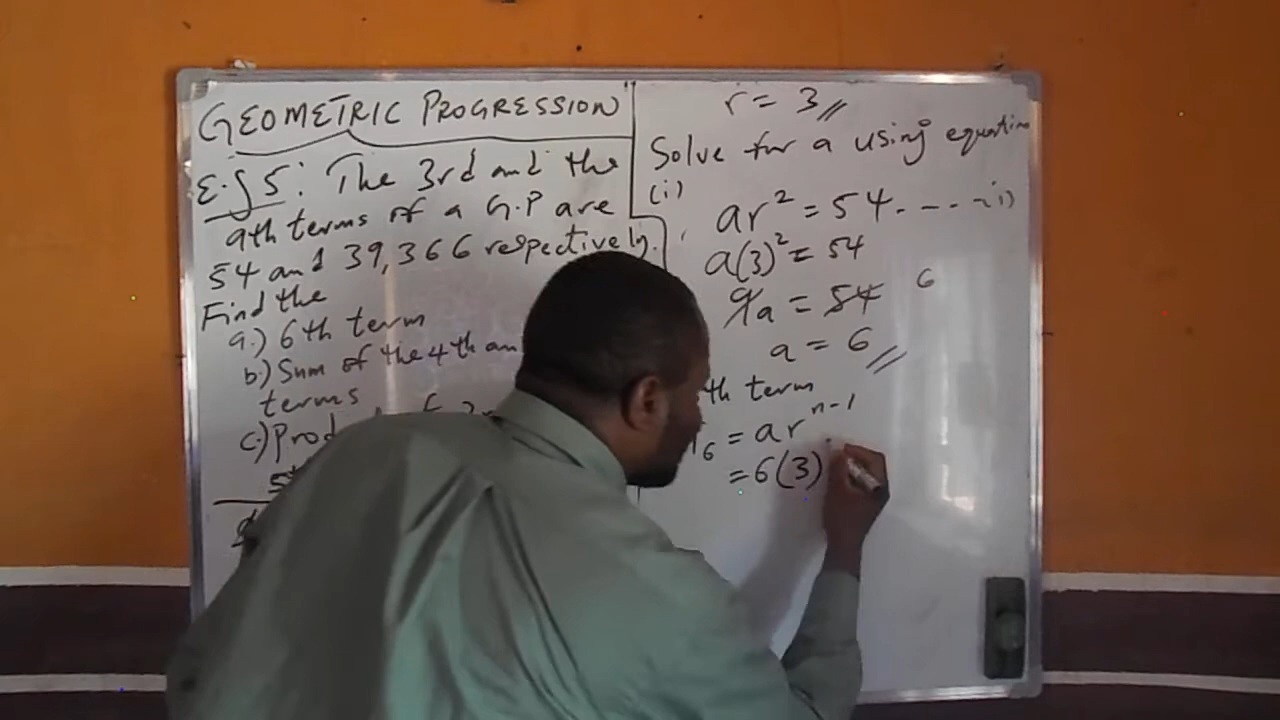 GEOMETRIC PROGRESSION
E.g 5: The 3rd and the
9th terms of a G.P are
54 and 39,366 respectively.
Find the
a.) 6th term
b.) Sum of the 4th an
terms
c.) Prod
r = 3
Solve for a using equation
(i)
ar² = 54 - - - - i)
a(3)² = 54
9a = 54 6
a = 6
th term
6 = ar^n-1
= 6(3)